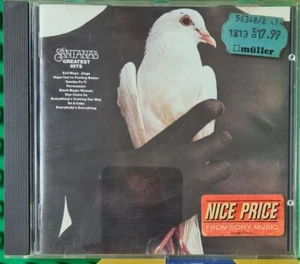 SANTANA'S
GREATEST
HITS
Evil Ways - Jingo
Hope You're Feeling Better
Samba Pa Ti
Persuasion
Black Magic Woman
Oye Como Va
Everything's Coming Our Way
Se A Cabo
Everybody's Everything
müller
NICE PRICE
FROM SONY MUSIC